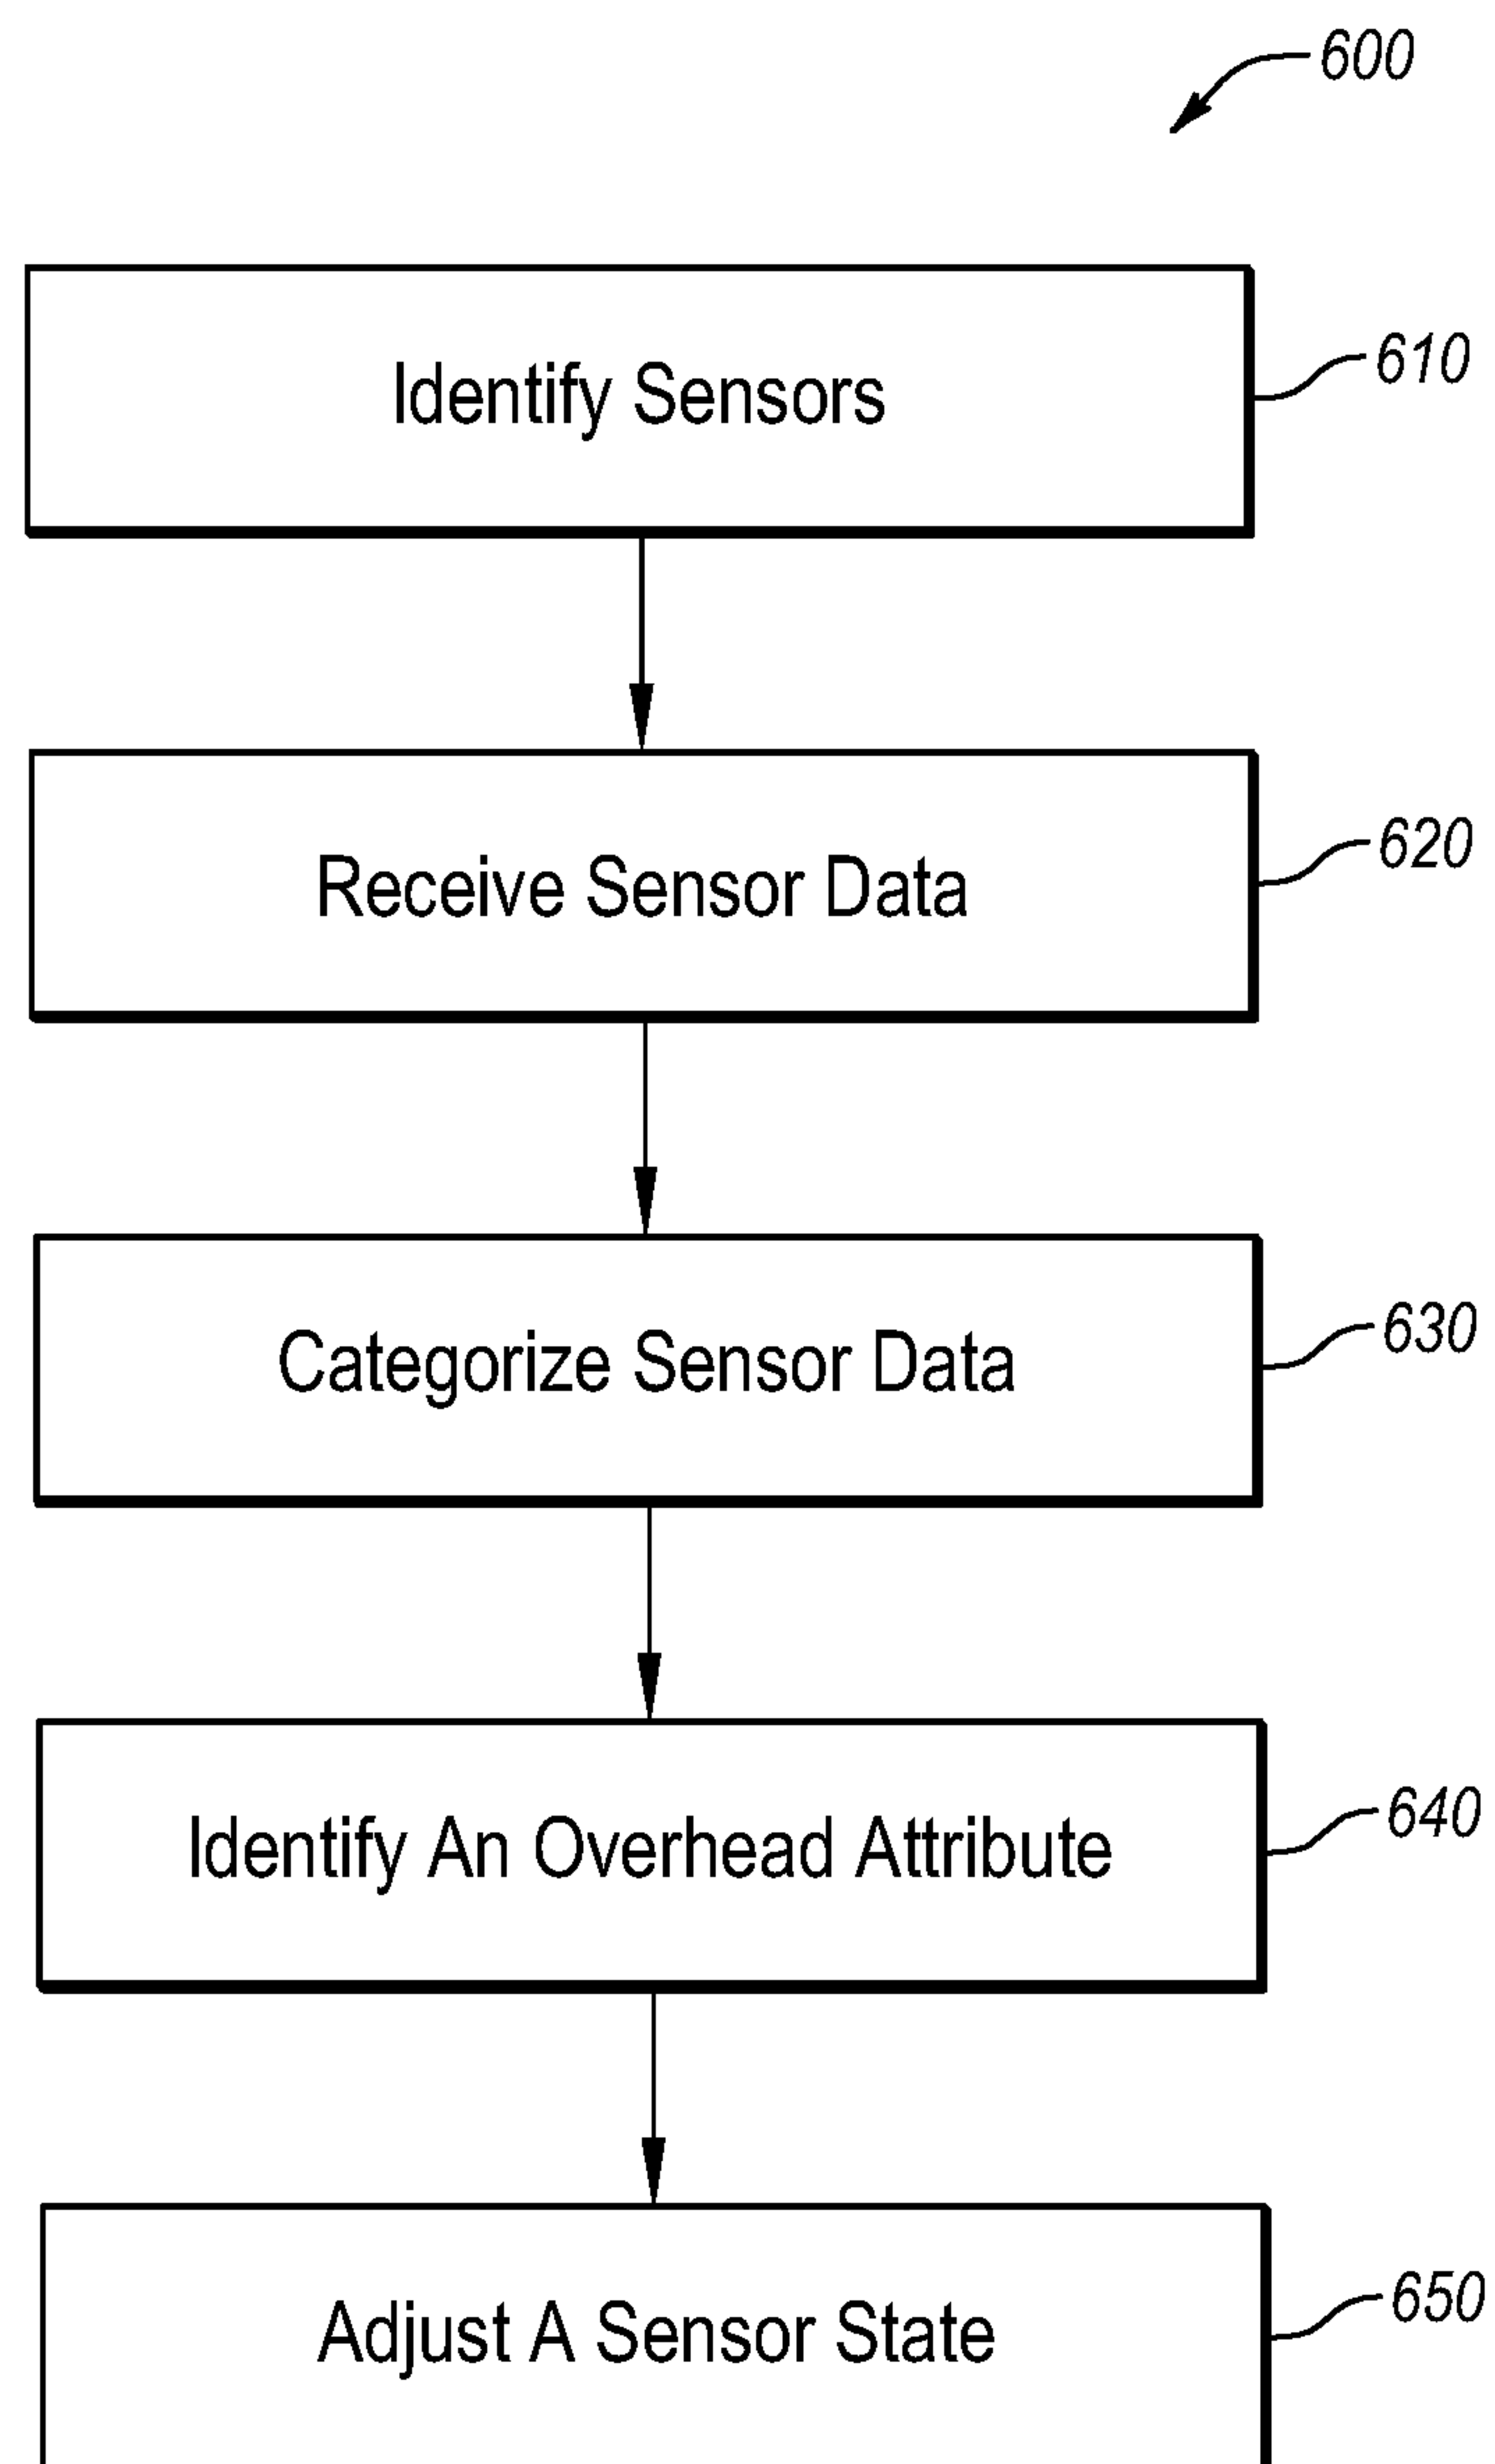 600
Identify Sensors
610
Receive Sensor Data
620
Categorize Sensor Data
630
Identify An Overhead Attribute
640
Adjust A Sensor State
650